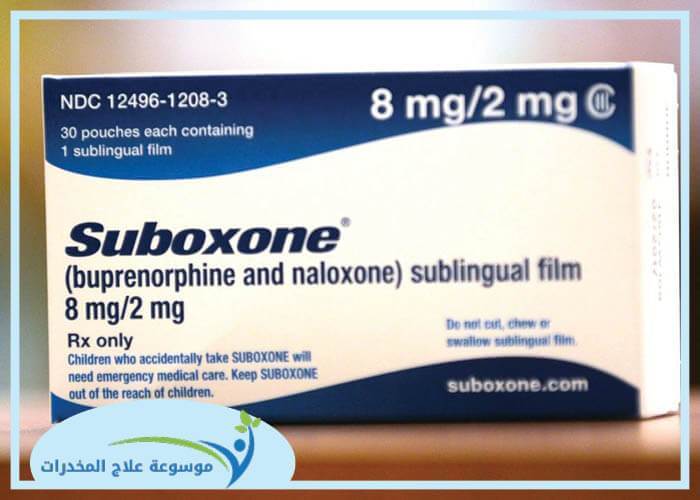 NDC 12496-1208-3
30 pouches each containing
1 sublingual film
8 mg/2 mg CIII
Suboxone®
(buprenorphine and naloxone) sublingual film
8 mg/2 mg
Rx only
Children who accidentally take SUBOXONE will
need emergency medical care. Keep SUBOXONE
out of the reach of children.
Do not cut, chew or
swallow sublingual film.
suboxone.com
موسوعة علاج المخدرات